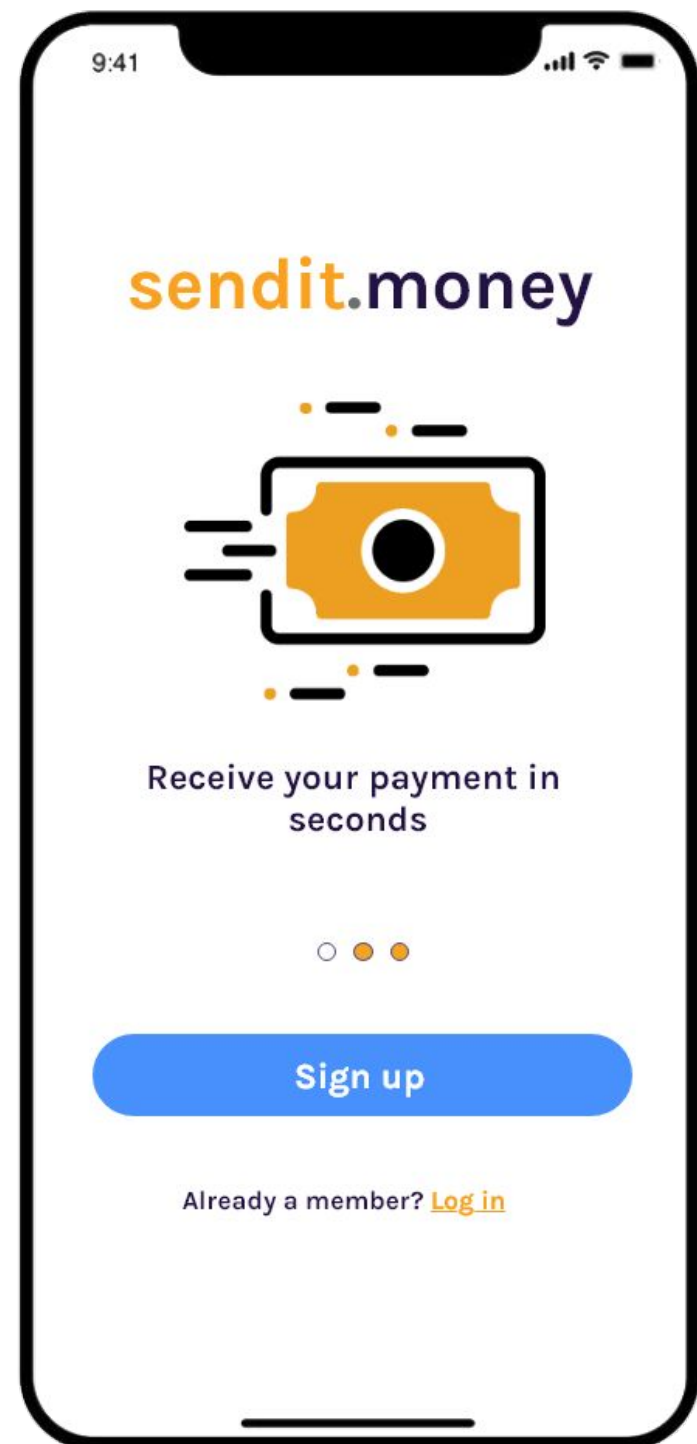 9:41
sendit.money
Receive your payment in
seconds
Sign up
Already a member? Log in